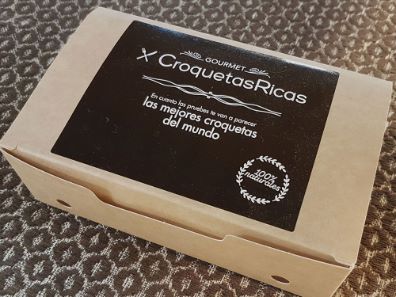 GOURMET
CroquetasRicas
En cuanto las pruebes te van a parecer
las mejores croquetas
del mundo
100%
naturales